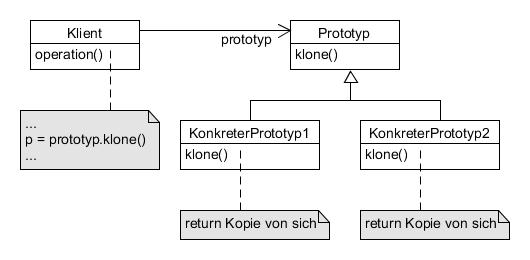 Klient
operation()
prototyp
Prototyp
klone()
...
p = prototyp.klone()
...
KonkreterPrototyp1
klone()
KonkreterPrototyp2
klone()
return Kopie von sich
return Kopie von sich